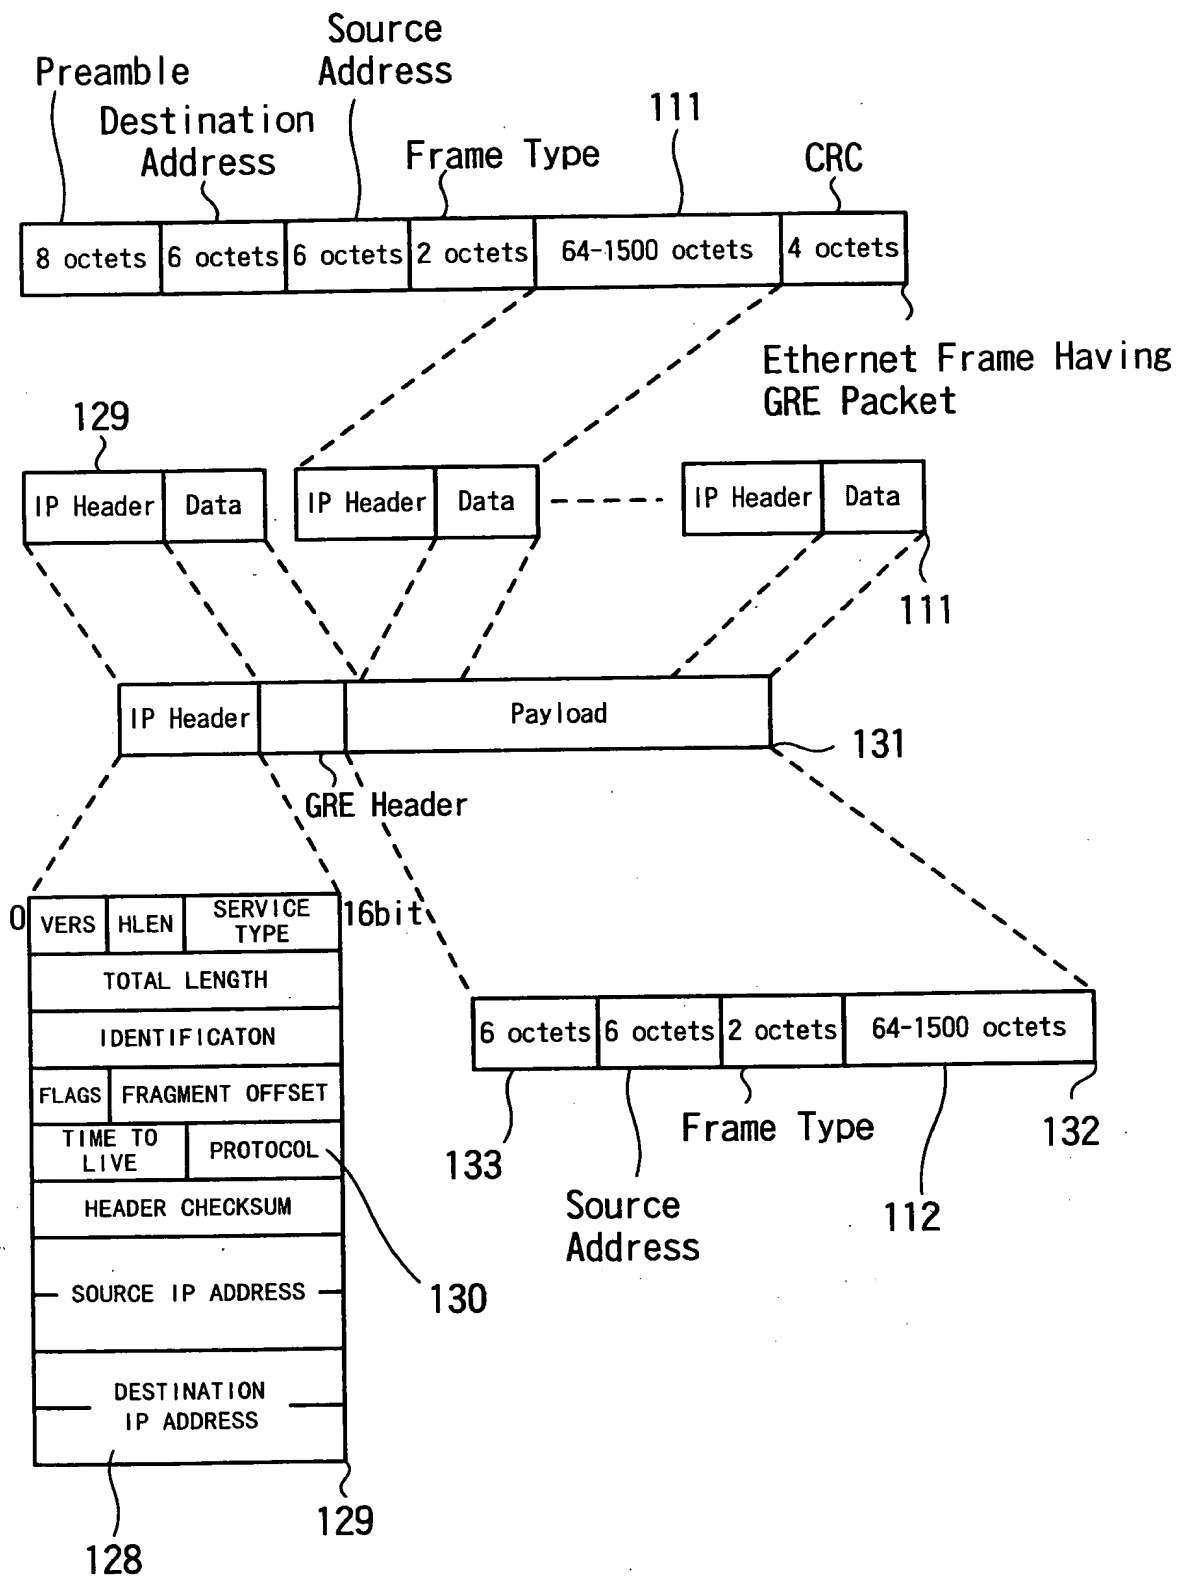 Source
Address
Preamble
Destination
Address
Frame Type
111
CRC
8 octets
6 octets
6 octets
2 octets
64-1500 octets
4 octets
Ethernet Frame Having
GRE Packet
129
IP Header
Data
IP Header
Data
IP Header
Data
111
IP Header
Payload
131
GRE Header
0
VERS
HLEN
SERVICE
TYPE
16bit
TOTAL LENGTH
IDENTIFICATON
FLAGS
FRAGMENT OFFSET
TIME TO
LIVE
PROTOCOL
HEADER CHECKSUM
SOURCE IP ADDRESS
DESTINATION
IP ADDRESS
6 octets
6 octets
2 octets
64-1500 octets
133
Source
Address
Frame Type
112
132
130
128
129